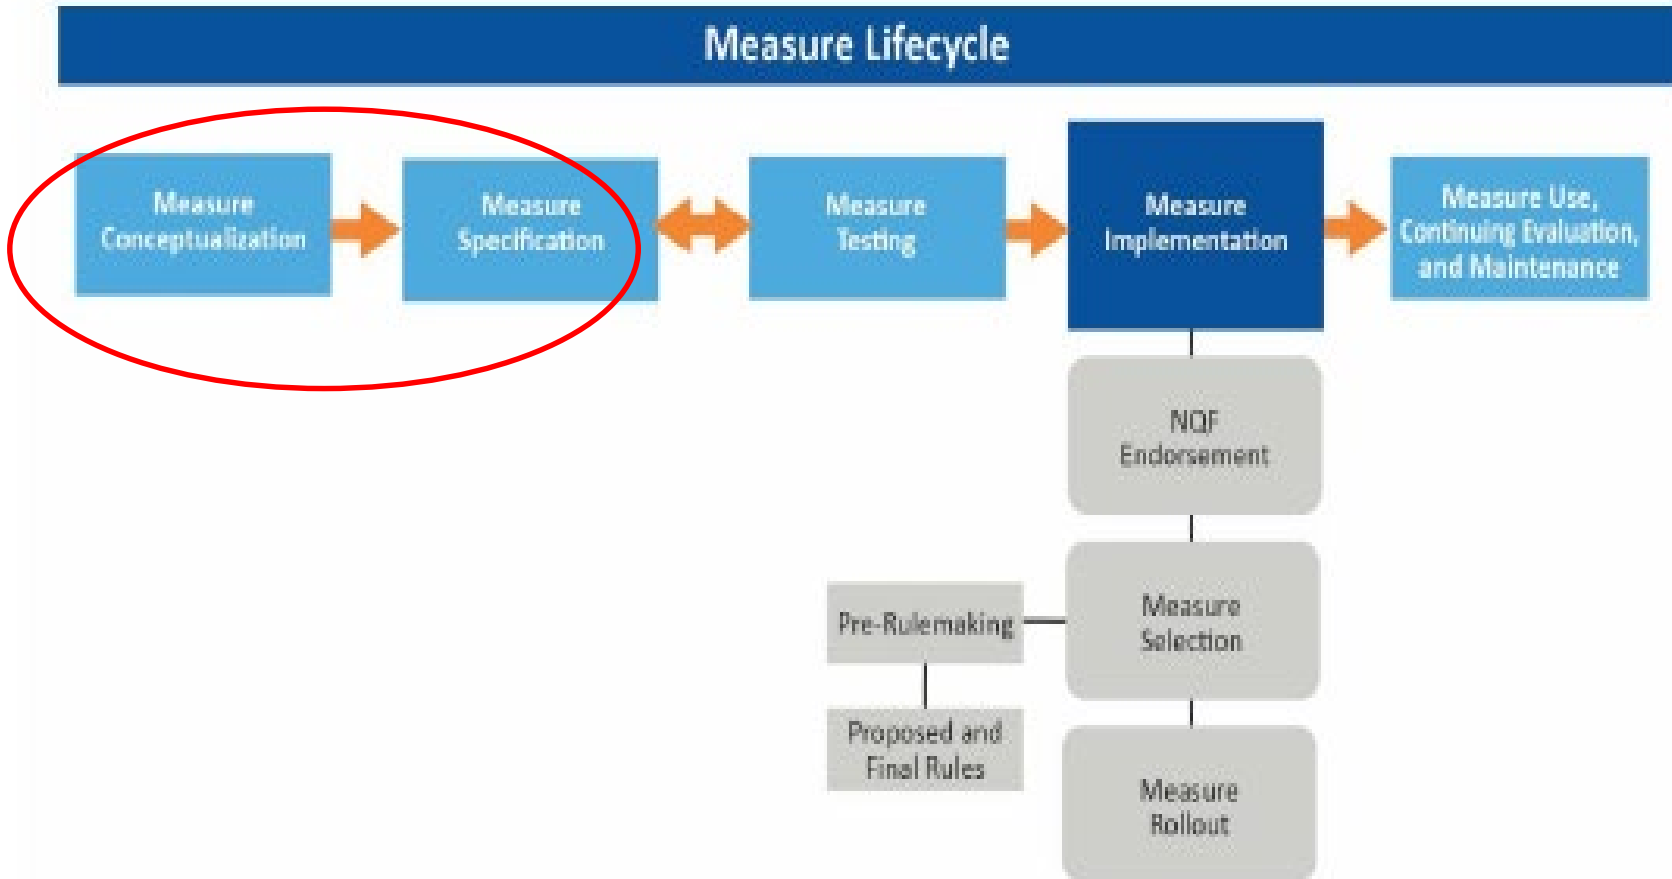 Measure Lifecycle
Measure
Conceptualization
Measure
Specification
Measure
Testing
Measure
Implementation
Measure Use,
Continuing Evaluation,
and Maintenance
NQF
Endorsement
Measure
Selection
Pre-Rulemaking
Proposed and
Final Rules
Measure
Rollout